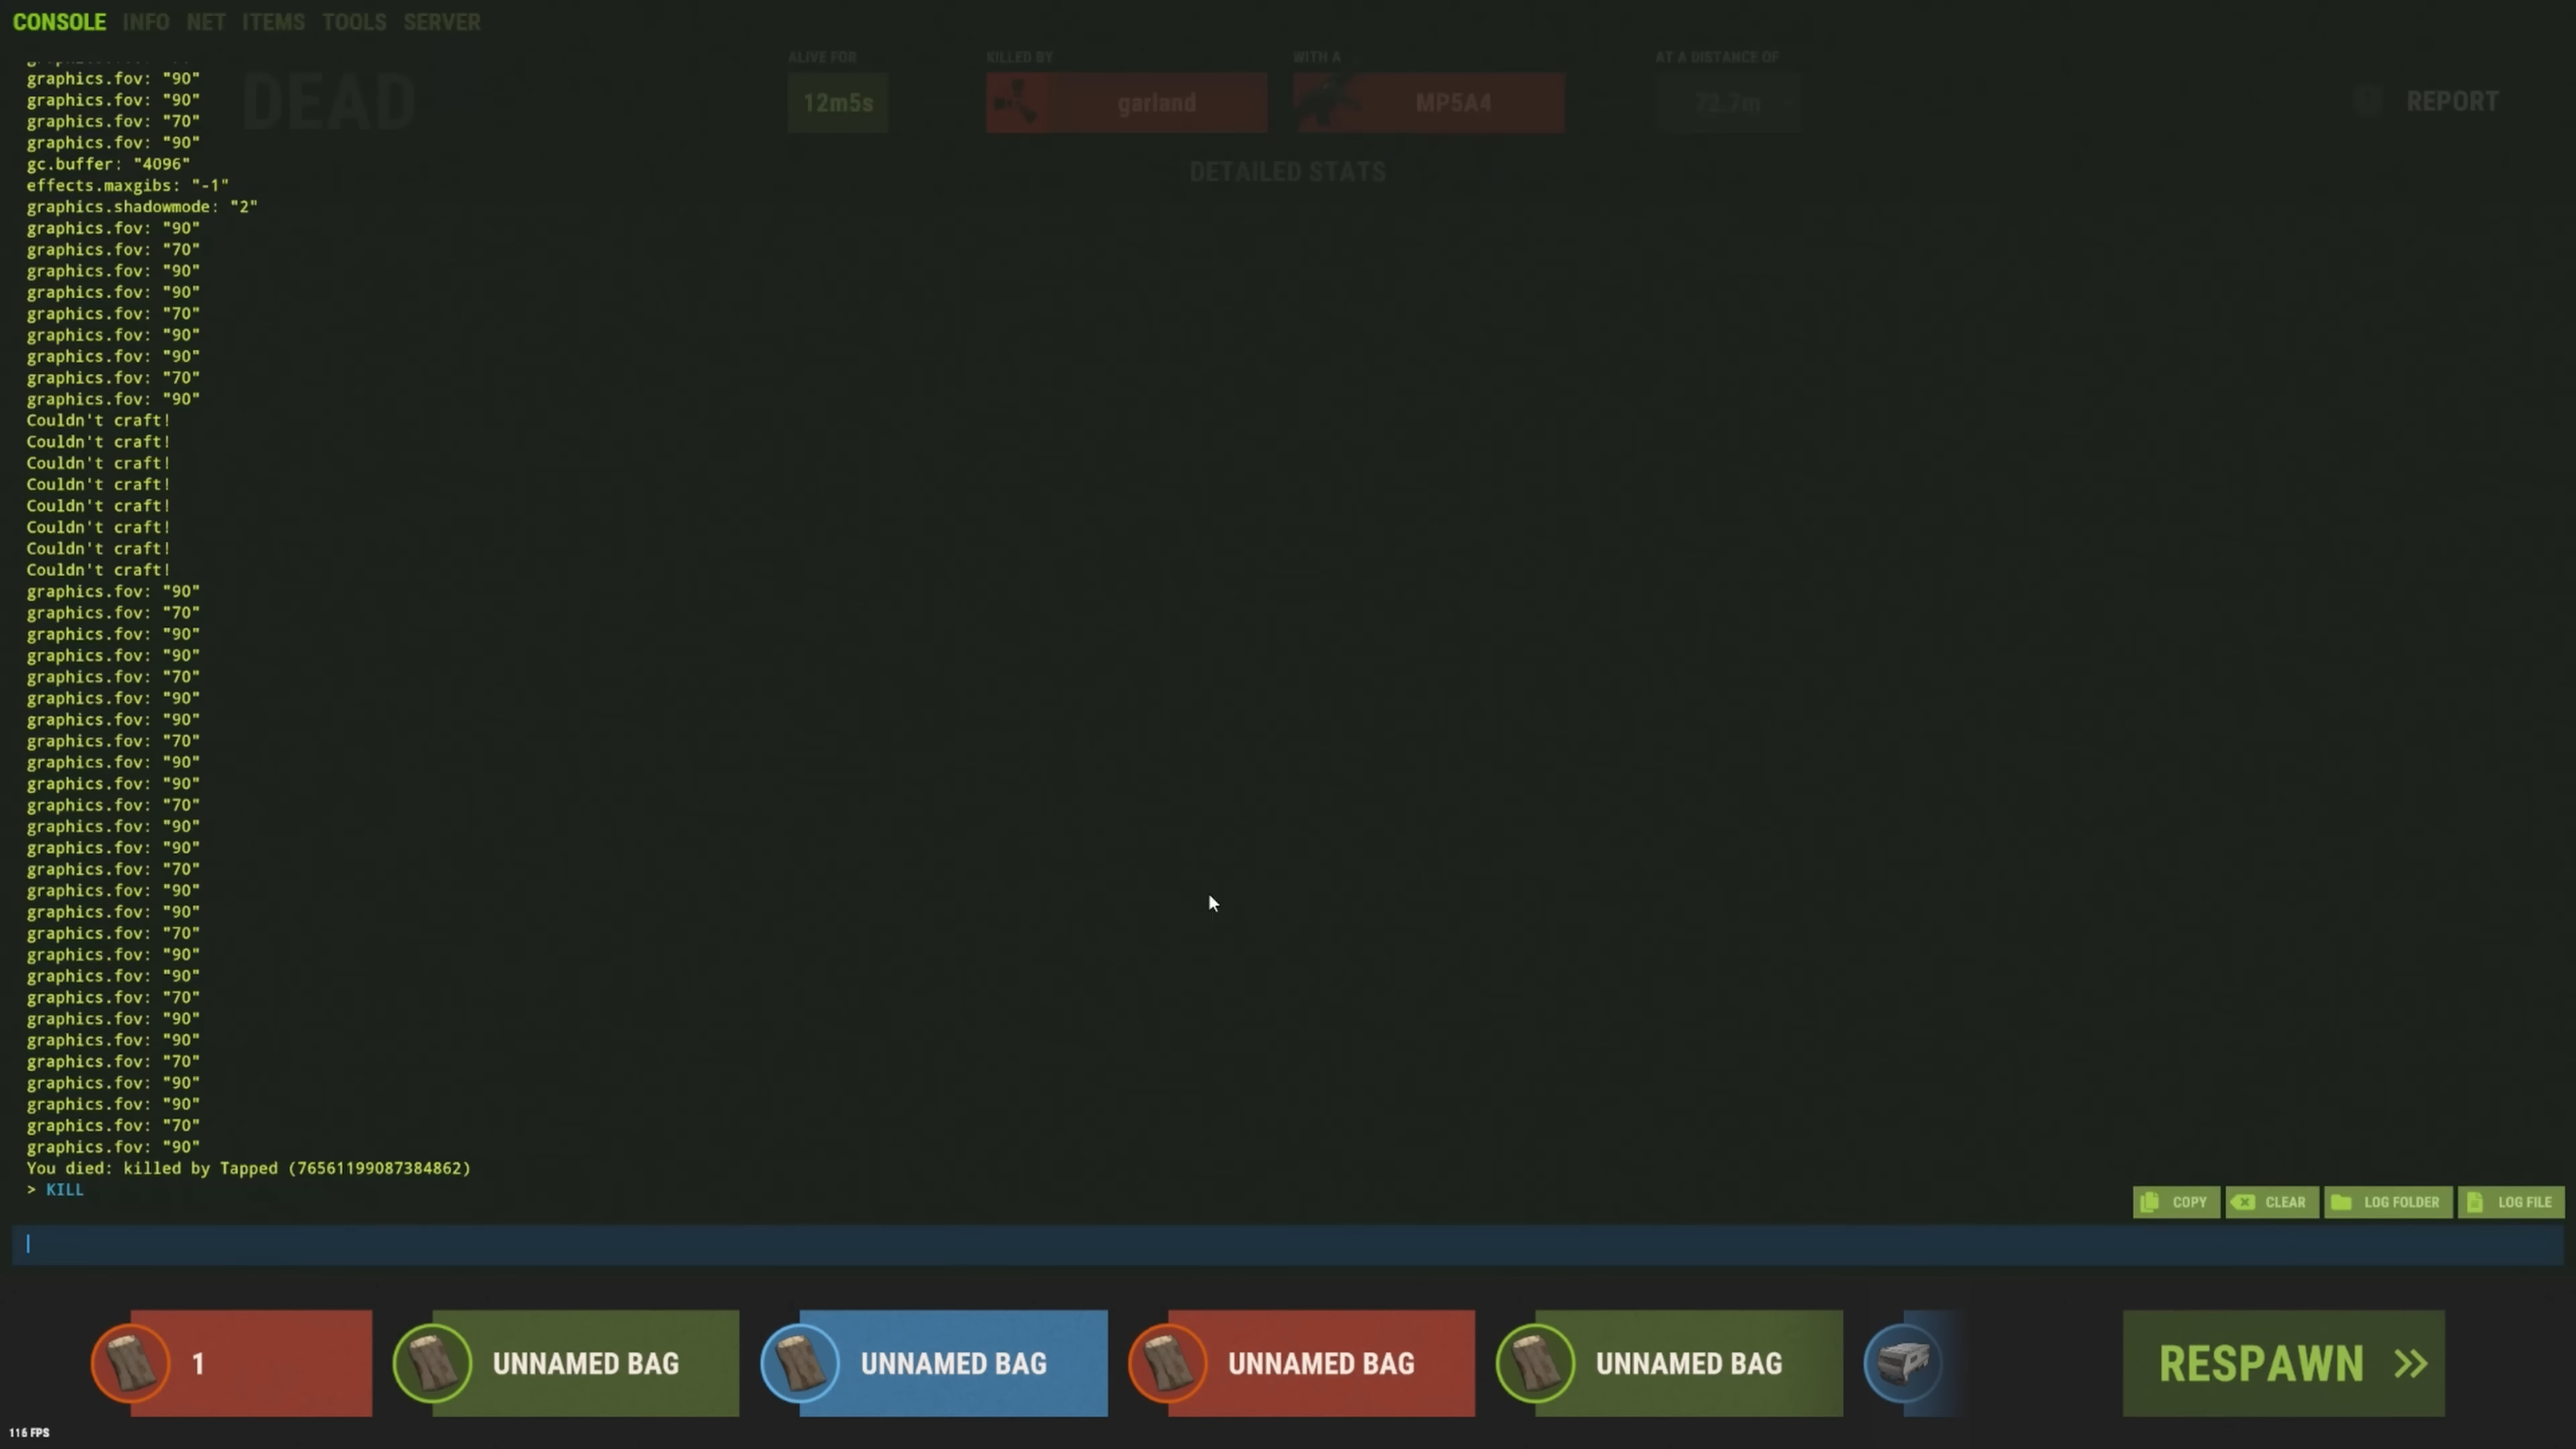 CONSOLE INFO NET ITEMS TOOLS SERVER
ALIVE FOR KILLED BY WITH A AT A DISTANCE OF
DEAD 12m5s garland MP5A4 72.7m REPORT
DETAILED STATS
graphics.fov: "90"
graphics.fov: "90"
graphics.fov: "70"
graphics.fov: "90"
gc.buffer: "4096"
effects.maxgibs: "-1"
graphics.shadowmode: "2"
graphics.fov: "90"
graphics.fov: "70"
graphics.fov: "90"
graphics.fov: "90"
graphics.fov: "70"
graphics.fov: "90"
graphics.fov: "90"
graphics.fov: "70"
graphics.fov: "90"
Couldn't craft!
Couldn't craft!
Couldn't craft!
Couldn't craft!
Couldn't craft!
Couldn't craft!
Couldn't craft!
Couldn't craft!
graphics.fov: "90"
graphics.fov: "70"
graphics.fov: "90"
graphics.fov: "90"
graphics.fov: "70"
graphics.fov: "90"
graphics.fov: "90"
graphics.fov: "70"
graphics.fov: "90"
graphics.fov: "90"
graphics.fov: "70"
graphics.fov: "90"
graphics.fov: "90"
graphics.fov: "70"
graphics.fov: "90"
graphics.fov: "90"
graphics.fov: "70"
graphics.fov: "90"
graphics.fov: "90"
graphics.fov: "70"
graphics.fov: "90"
graphics.fov: "90"
graphics.fov: "70"
graphics.fov: "90"
graphics.fov: "90"
graphics.fov: "70"
graphics.fov: "90"
You died: killed by Tapped (76561199087384862)
> KILL
COPY CLEAR LOG FOLDER LOG FILE
1 UNNAMED BAG UNNAMED BAG UNNAMED BAG UNNAMED BAG RESPAWN >>
116 FPS